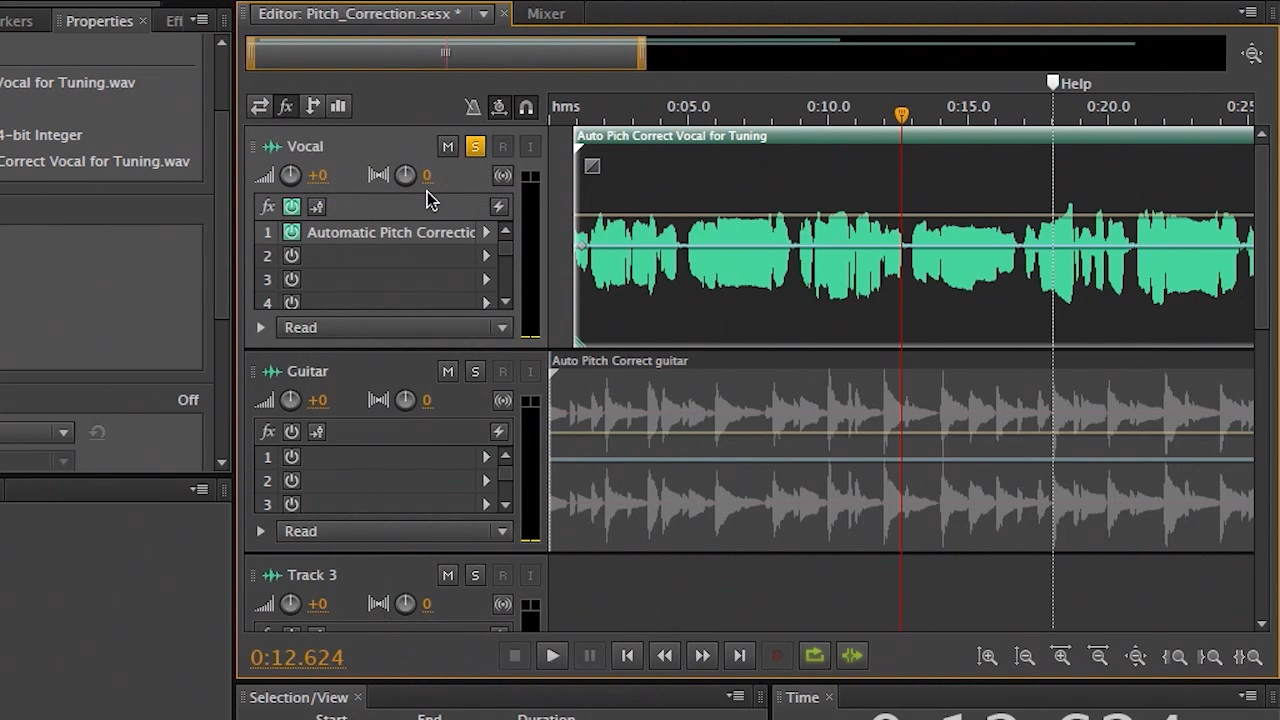 rkers
Properties ×
Eff
Editor: Pitch_Correction.sesx * ×
Mixer
Vocal for Tuning.wav
4-bit Integer
Correct Vocal for Tuning.wav
Off
Help
hms 0:05.0 0:10.0 0:15.0 0:20.0 0:25
fx
Vocal M S R I
+0 0
fx
1 Automatic Pitch Correctic
2
3
4
Read
Auto Pich Correct Vocal for Tuning
Guitar M S R I
+0 0
fx
1
2
3
Read
Auto Pitch Correct guitar
Track 3 M S R I
+0 0
0:12.624
Selection/View ×
Start End Duration
Time ×